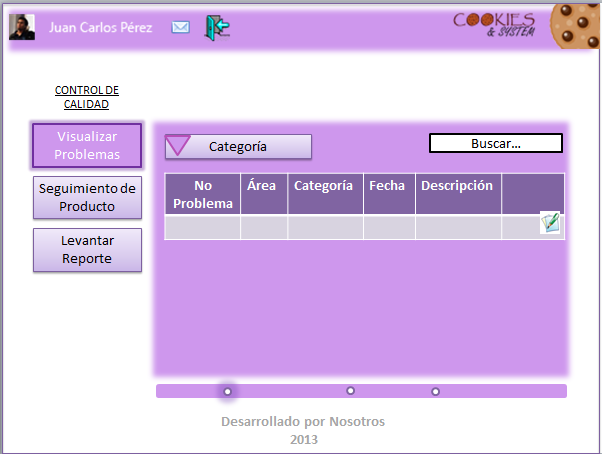 Juan Carlos Pérez
COOKIES
& SYSTEM
CONTROL DE
CALIDAD
Visualizar
Problemas
Seguimiento de
Producto
Levantar
Reporte
Categoría
Buscar...
No
Problema
Área
Categoría
Fecha
Descripción
Desarrollado por Nosotros
2013